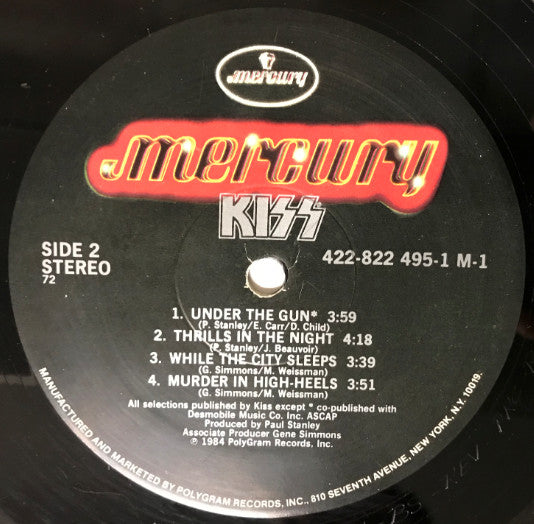 mercury
mercury
KISS
SIDE 2
STEREO
72
422-822 495-1 M-1
1. UNDER THE GUN* 3:59
(P. Stanley/E. Carr/D. Child)
2. THRILLS IN THE NIGHT 4:18
(P. Stanley/J. Beauvoir)
3. WHILE THE CITY SLEEPS 3:39
(G. Simmons/M. Weissman)
4. MURDER IN HIGH-HEELS 3:51
(G. Simmons/M. Weissman)
All selections published by Kiss except * co-published with
Desmobile Music Co. Inc. ASCAP
Produced by Paul Stanley
Associate Producer Gene Simmons
℗ 1984 PolyGram Records, Inc.
MANUFACTURED AND MARKETED BY POLYGRAM RECORDS, INC., 810 SEVENTH AVENUE, NEW YORK, N.Y. 10019.